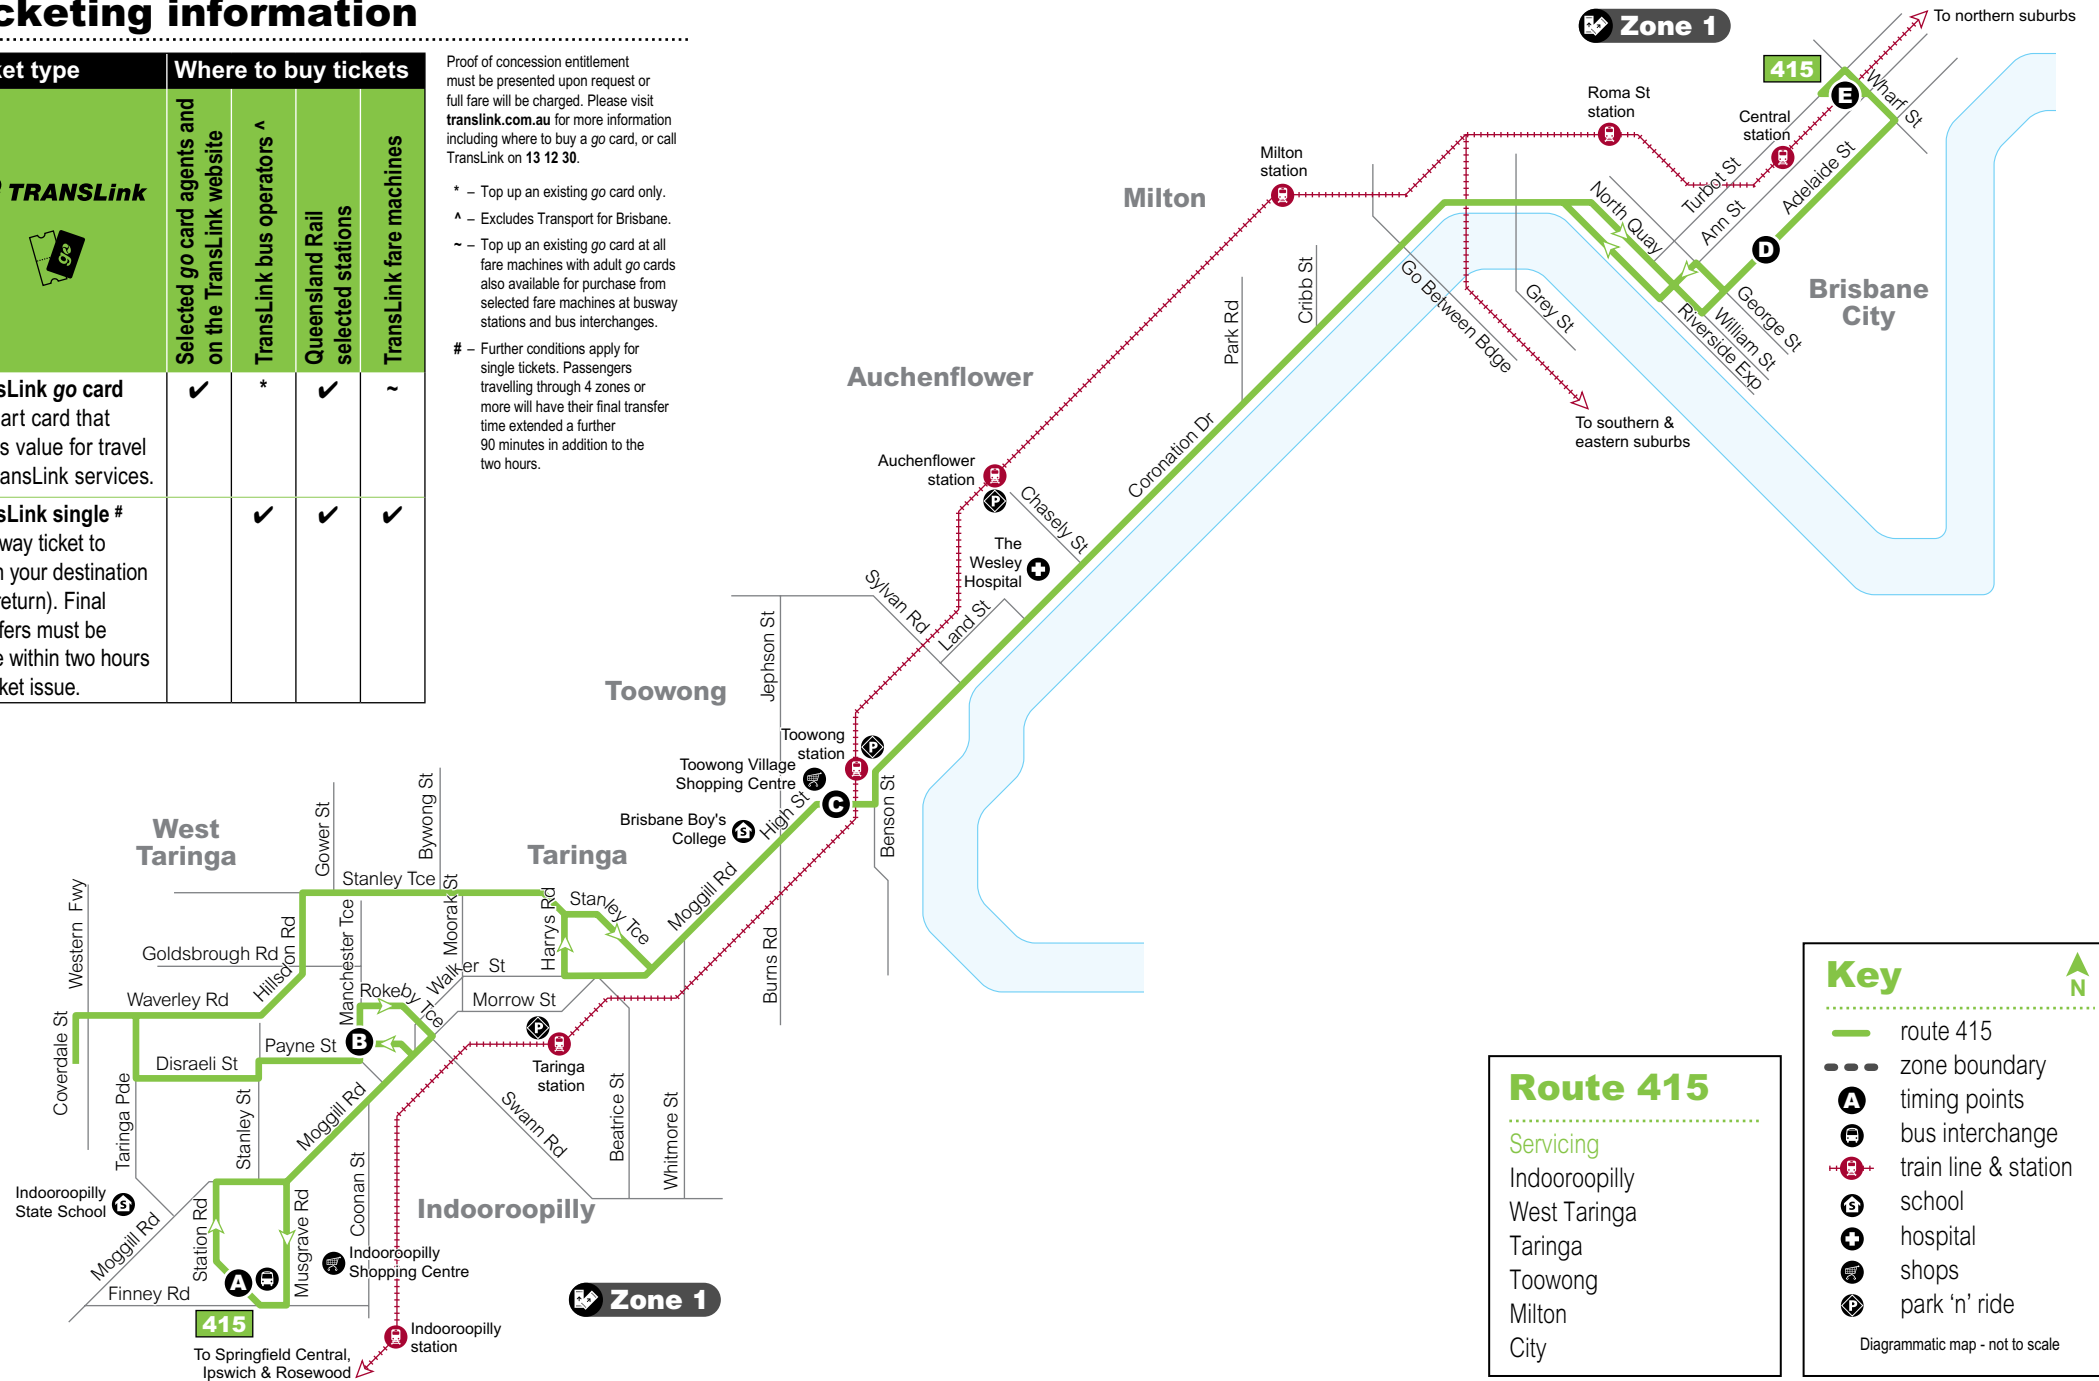 cketing information
ket type
Where to buy tickets
Selected go card agents and
on the TransLink website
TransLink bus operators ^
Queensland Rail
selected stations
TransLink fare machines
TRANSLink
go
sLink go card
art card that
s value for travel
ansLink services.
✔
*
✔
~
sLink single #
way ticket to
n your destination
return). Final
fers must be
e within two hours
ket issue.
✔
✔
✔
Proof of concession entitlement
must be presented upon request or
full fare will be charged. Please visit
translink.com.au for more information
including where to buy a go card, or call
TransLink on 13 12 30.
* – Top up an existing go card only.
^ – Excludes Transport for Brisbane.
~ – Top up an existing go card at all
fare machines with adult go cards
also available for purchase from
selected fare machines at busway
stations and bus interchanges.
# – Further conditions apply for
single tickets. Passengers
travelling through 4 zones or
more will have their final transfer
time extended a further
90 minutes in addition to the
two hours.
Zone 1
To northern suburbs
415
E
Wharf St
Roma St
station
Central
station
Milton
station
Milton
Turbot St
Ann St
Adelaide St
North Quay
D
Brisbane
City
George St
William St
Riverside Exp
Go Between Bdge
Grey St
Cribb St
Park Rd
To southern &
eastern suburbs
Auchenflower
Coronation Dr
Auchenflower
station
P
Chasely St
The
Wesley
Hospital
Sylvan Rd
Land St
Jephson St
Toowong
Toowong
station
P
Toowong Village
Shopping Centre
C
High St
Benson St
Brisbane Boy's
College
S
Moggill Rd
Burns Rd
West
Taringa
Gower St
Bywong St
Taringa
Stanley Tce
Western Fwy
Manchester Tce
Moorak St
Harrys Rd
Stanley Tce
Goldsbrough Rd
Hillsdon Rd
Walker St
Waverley Rd
Rokeby Tce
Morrow St
Coverdale St
Payne St
B
P
Disraeli St
Taringa
station
Taringa Pde
Stanley St
Moggill Rd
Swann Rd
Beatrice St
Whitmore St
Coonan St
Indooroopilly
State School
S
Moggill Rd
Station Rd
Musgrave Rd
Indooroopilly
Indooroopilly
Shopping Centre
A
Finney Rd
415
Zone 1
Indooroopilly
station
To Springfield Central,
Ipswich & Rosewood
Route 415
Servicing
Indooroopilly
West Taringa
Taringa
Toowong
Milton
City
Key
N
route 415
zone boundary
A timing points
bus interchange
train line & station
S school
hospital
shops
P park ‘n’ ride
Diagrammatic map - not to scale